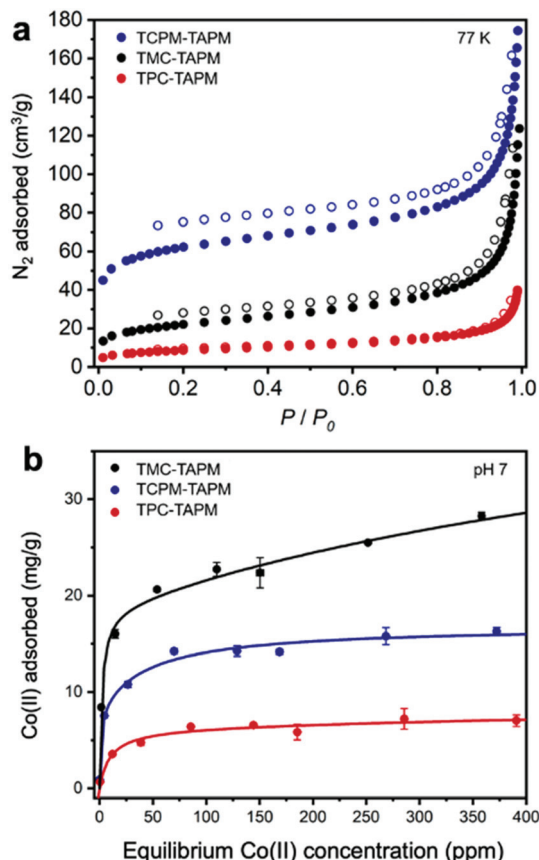 a
180
160
140
120
100
80
60
40
20
0
TCPM-TAPM
TMC-TAPM
TPC-TAPM
77 K
N2 adsorbed (cm3/g)
0.0 0.2 0.4 0.6 0.8 1.0
P / P0
b
30
20
10
0
TMC-TAPM
TCPM-TAPM
TPC-TAPM
pH 7
Co(II) adsorbed (mg/g)
0 50 100 150 200 250 300 350 400
Equilibrium Co(II) concentration (ppm)